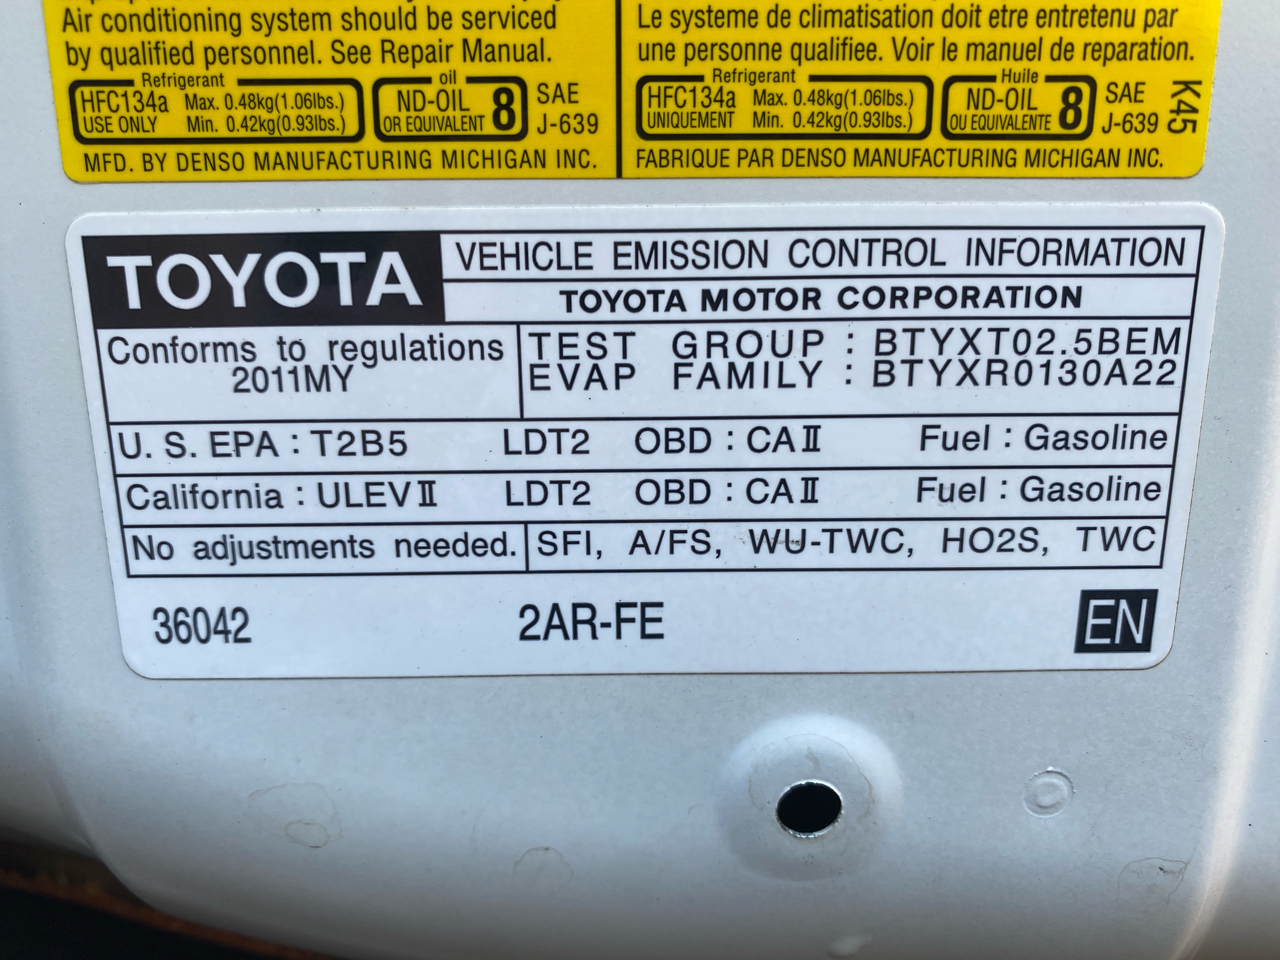 Air conditioning system should be serviced
by qualified personnel. See Repair Manual.
Refrigerant
HFC134a Max. 0.48kg(1.06lbs.)
USE ONLY Min. 0.42kg(0.93lbs.)
oil
ND-OIL 8
OR EQUIVALENT
SAE
J-639
MFD. BY DENSO MANUFACTURING MICHIGAN INC.
Le systeme de climatisation doit etre entretenu par
une personne qualifiee. Voir le manuel de reparation.
Refrigerant
HFC134a Max. 0.48kg(1.06lbs.)
UNIQUEMENT Min. 0.42kg(0.93lbs.)
Huile
ND-OIL 8
OU EQUIVALENTE
SAE
J-639
K45
FABRIQUE PAR DENSO MANUFACTURING MICHIGAN INC.
TOYOTA
VEHICLE EMISSION CONTROL INFORMATION
TOYOTA MOTOR CORPORATION
Conforms to regulations
2011MY
TEST GROUP : BTYXT02.5BEM
EVAP FAMILY : BTYXR0130A22
U. S. EPA : T2B5 LDT2 OBD : CAⅡ Fuel : Gasoline
California : ULEVⅡ LDT2 OBD : CAⅡ Fuel : Gasoline
No adjustments needed. SFI, A/FS, WU-TWC, HO2S, TWC
36042 2AR-FE EN